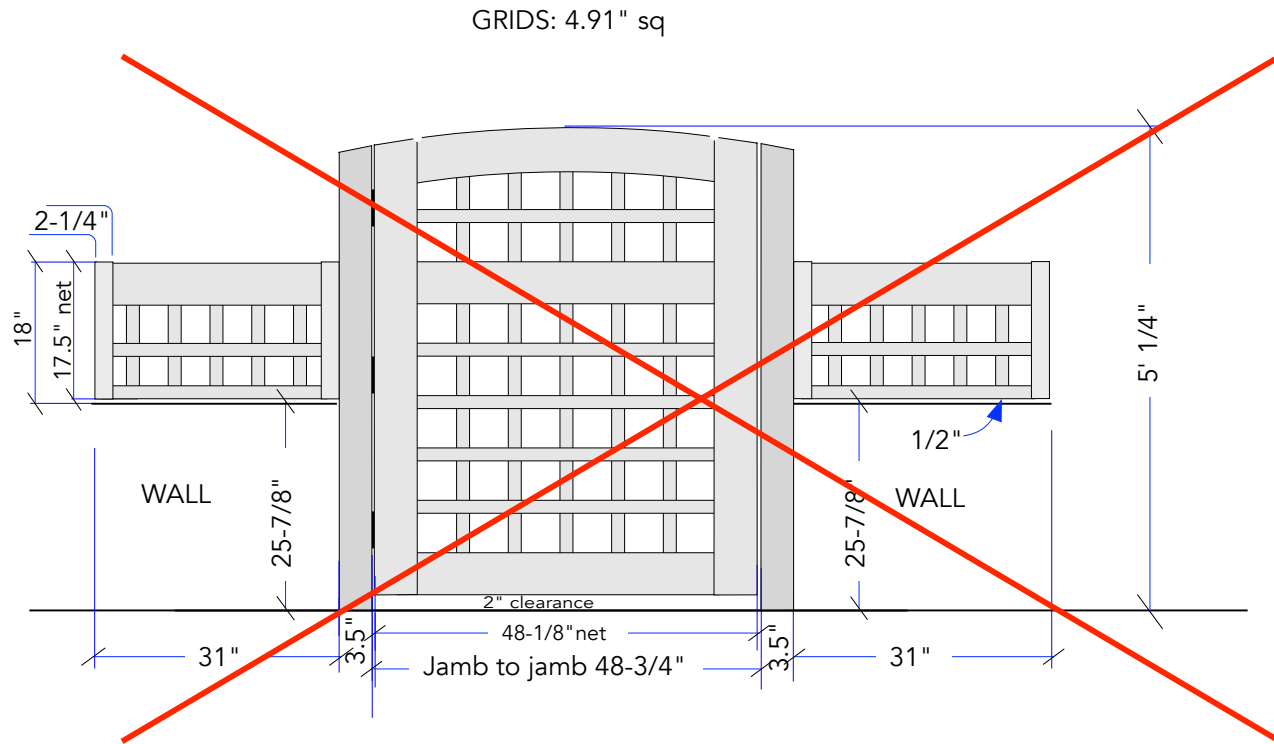 GRIDS: 4.91" sq
2-1/4"
18"
17.5" net
5' 1/4"
1/2"
WALL
WALL
25-7/8"
25-7/8"
2" clearance
48-1/8"net
3.5"
3.5"
31"
Jamb to jamb 48-3/4"
31"